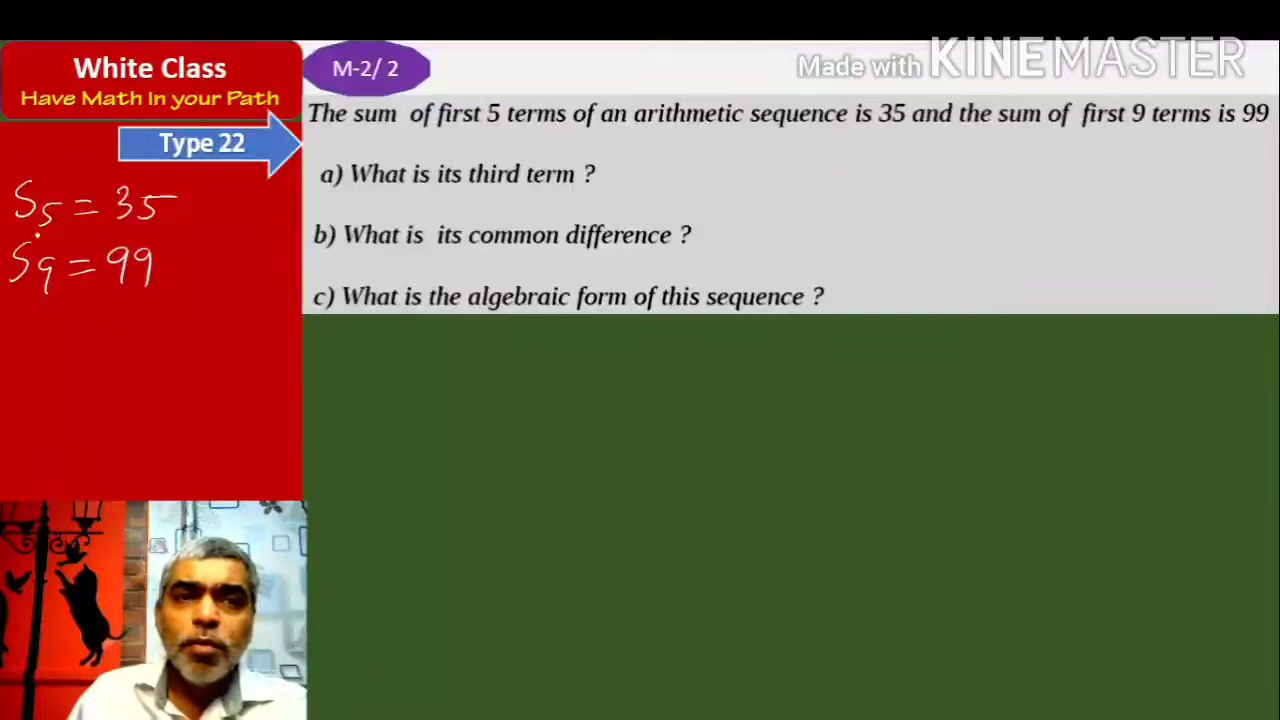 White Class
Have Math in your Path
M-2/ 2
Made with KINEMASTER
The sum of first 5 terms of an arithmetic sequence is 35 and the sum of first 9 terms is 99
Type 22
a) What is its third term ?
S5 = 35
b) What is its common difference ?
S9 = 99
c) What is the algebraic form of this sequence ?